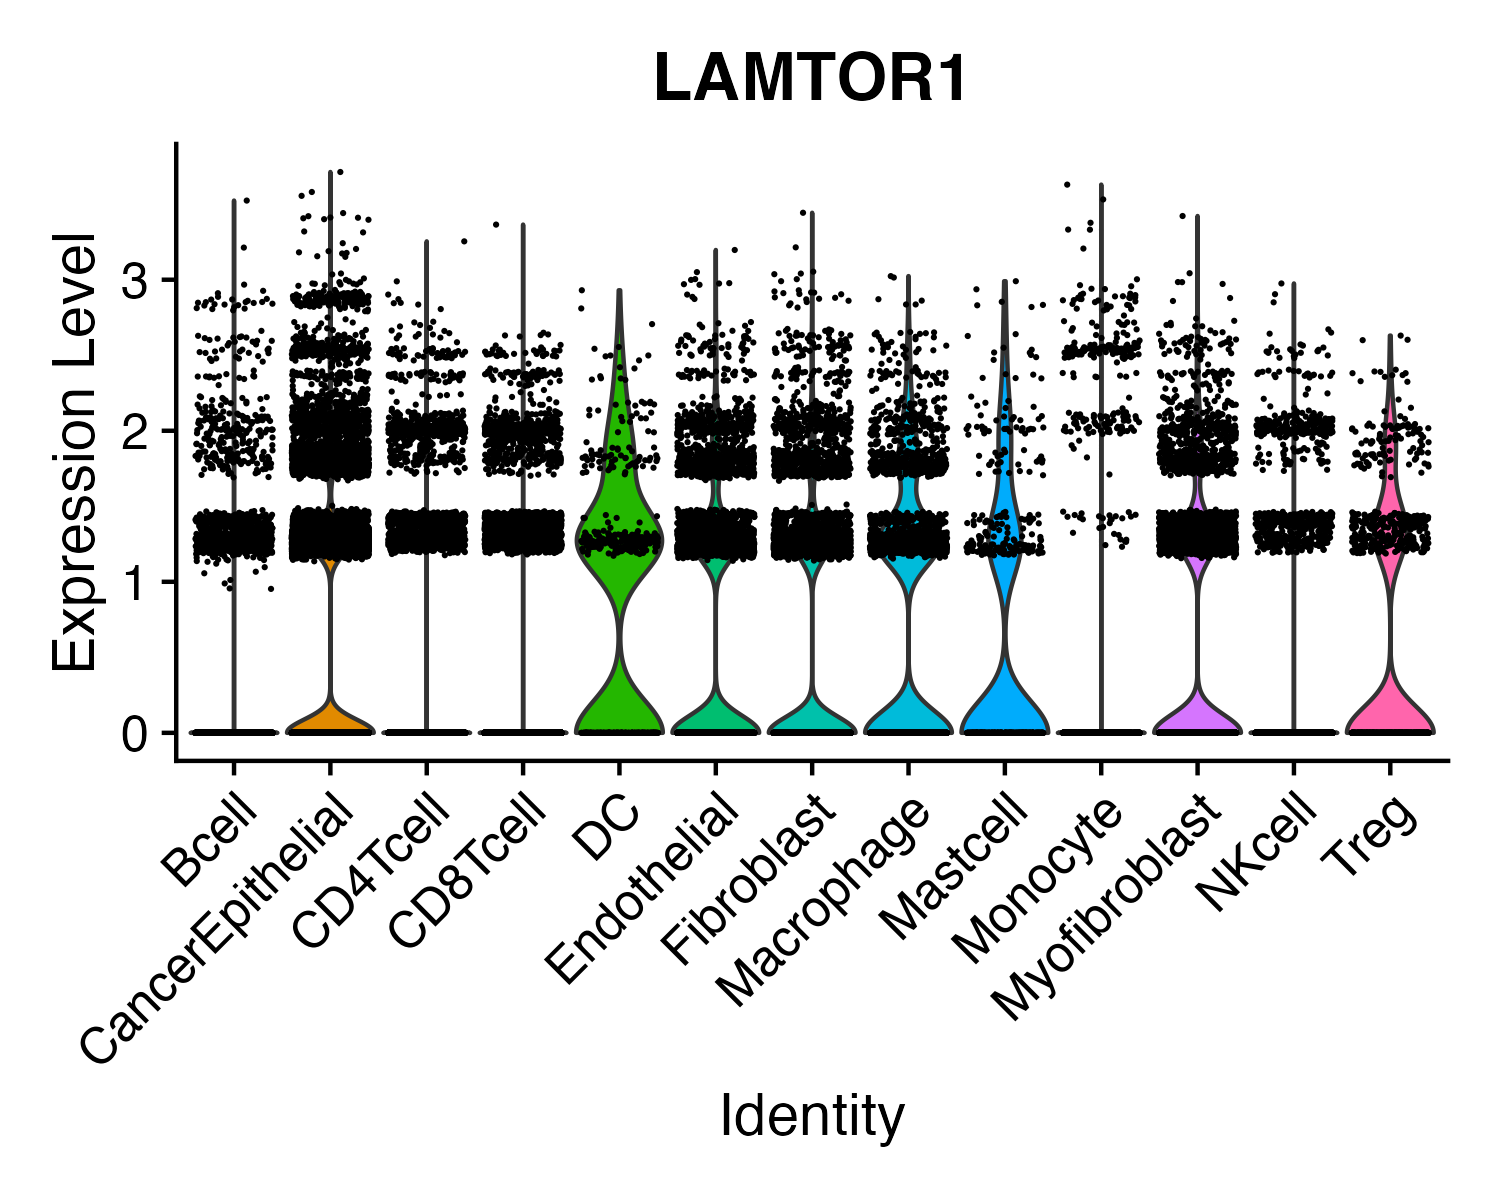 LAMTOR1
Expression Level
3
2
1
0
Bcell
CancerEpithelial
CD4Tcell
CD8Tcell
DC
Endothelial
Fibroblast
Macrophage
Mastcell
Monocyte
Myofibroblast
NKcell
Treg
Identity